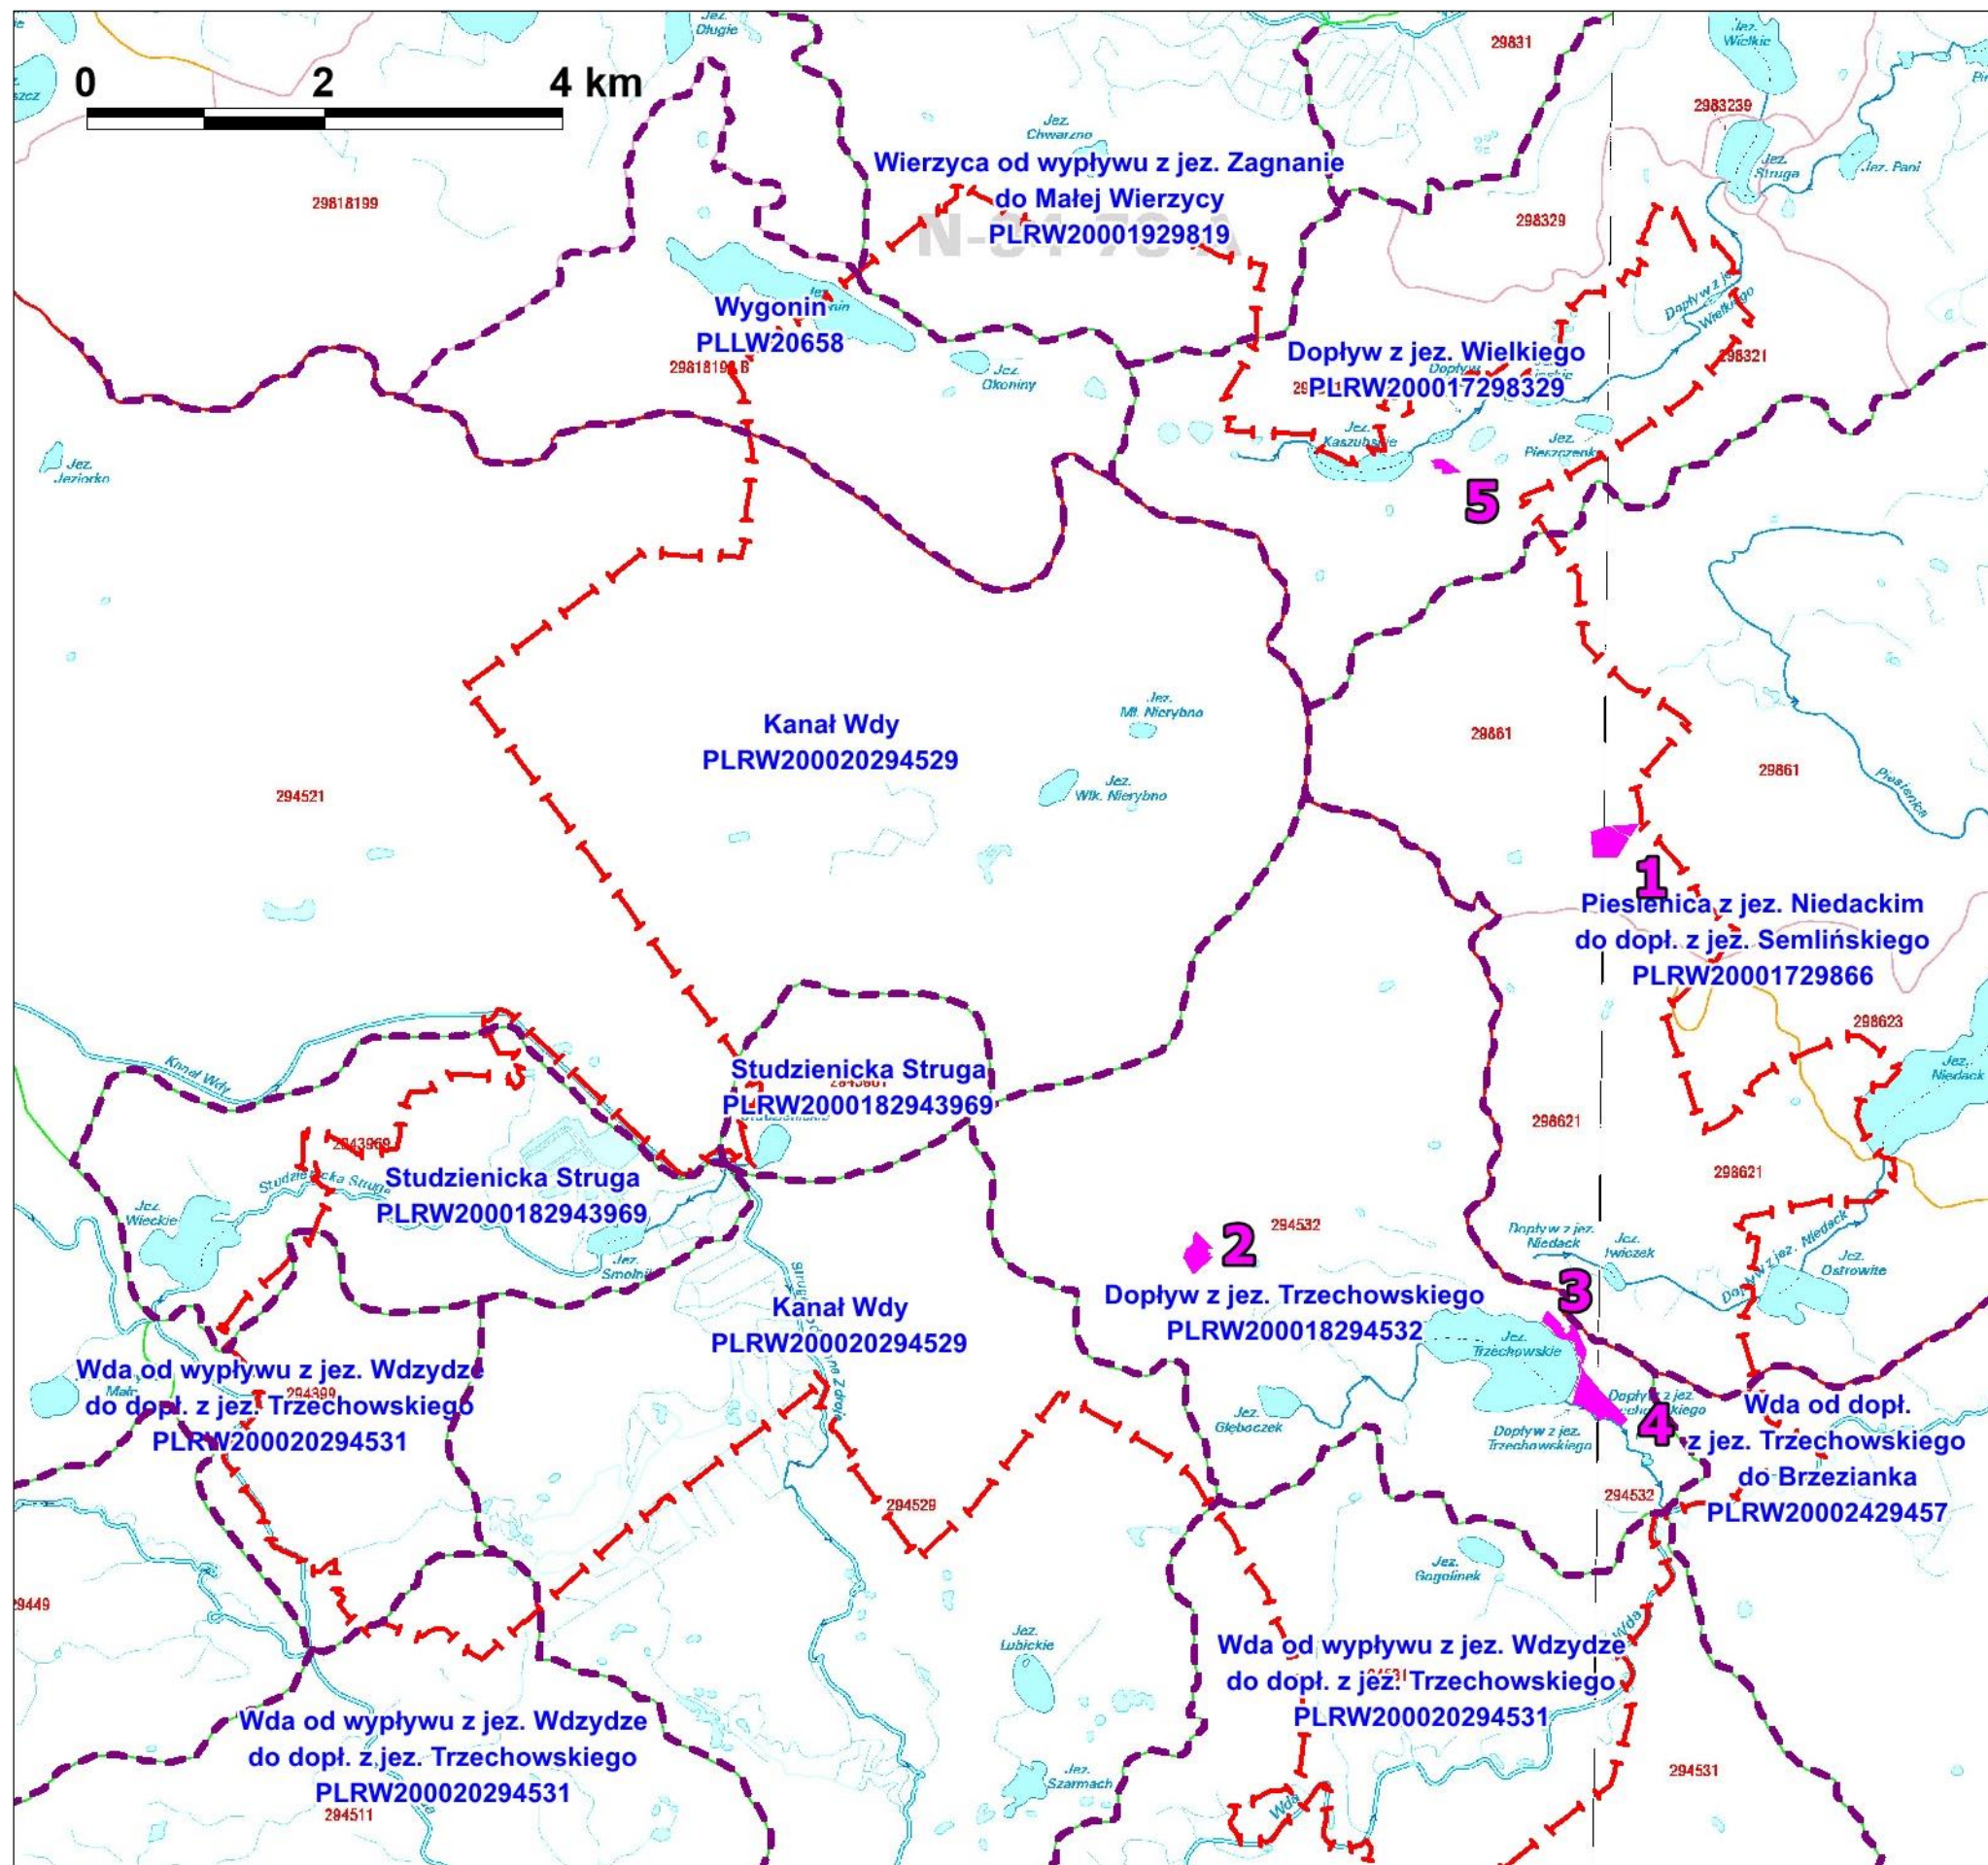 Jez.
Długie
29831
Jez.
Wielkie
0 2 4 km
2983239
Jez.
Chwarzno
Jez.
Struga
Jez. Pani
Wierzyca od wypływu z jez. Zagnanie
do Małej Wierzycy
PLRW20001929819
29818199
298329
Wygonin
PLLW20658
Dopływ z jez.
Wielkiego
298321
Jez.
Okoniny
Dopływ z jez. Wielkiego
PLRW200017298329
Dopływ
Jez.
Kaszubskie
Jez.
Jeziorko
5
Jez.
Mł. Nierybno
Kanał Wdy
PLRW200020294529
29861
29861
Jez.
Wlk. Nierybno
294521
Piesienica
1
Piesienica z jez. Niedackim
do dopł. z jez. Semlińskiego
PLRW20001729866
298623
Jez.
Niedack
Kanał Wdy
Studzienicka Struga
PLRW2000182943969
298621
298621
Studzienicka Struga
PLRW2000182943969
Studzienicka Struga
Jez.
Wieckie
Jez.
Smolnik
2
294532
Dopływ z jez.
Niedack
Jez.
Iwiczek
Dopływ z jez. Niedack
Jez.
Ostrowite
3
Dopływ z jez. Trzechowskiego
PLRW200018294532
Kanał Wdy
PLRW200020294529
Jez.
Trzechowskie
Wda od wypływu z jez. Wdzydze
do dopł. z jez. Trzechowskiego
PLRW200020294531
294399
Jez.
Głęboczek
Dopływ z jez.
Trzechowskiego
4
Wda od dopł.
z jez. Trzechowskiego
do Brzezianka
PLRW20002429457
294529
294532
Jez.
Gogolinek
29449
Wda
Jez.
Lubickie
Wda od wypływu z jez. Wdzydze
do dopł. z jez. Trzechowskiego
PLRW200020294531
Wda od wypływu z jez. Wdzydze
do dopł. z jez. Trzechowskiego
PLRW200020294531
294511
Jez.
Szarmach
294531
Wda